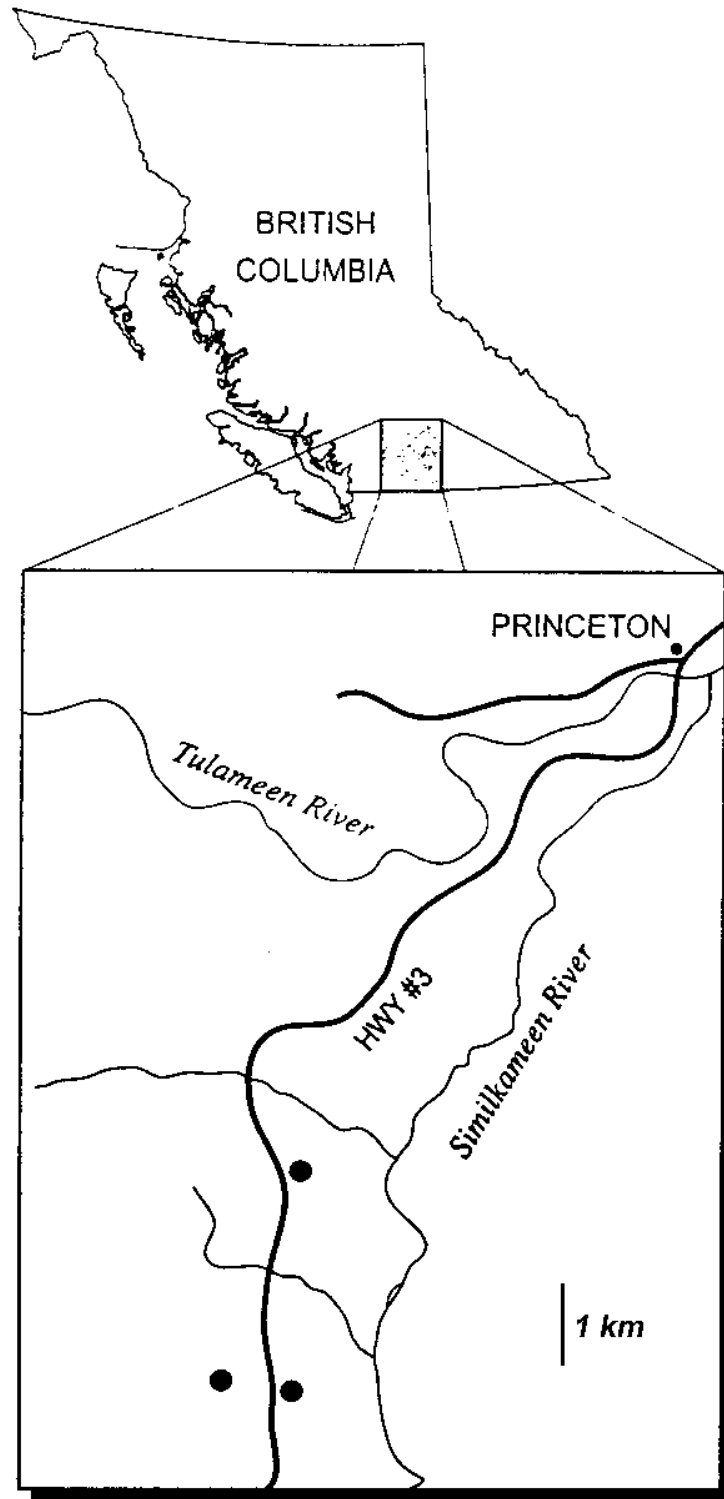 BRITISH
COLUMBIA
PRINCETON
Tulameen River
HWY #3
Similkameen River
1 km